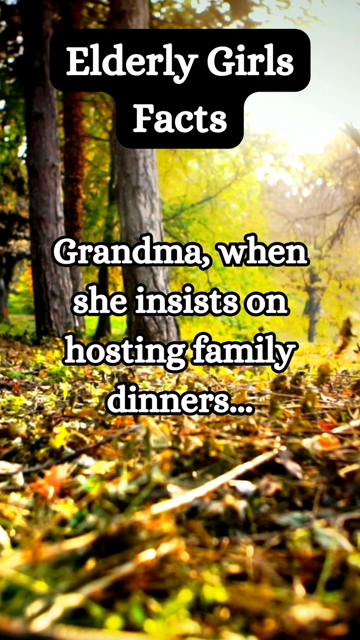 Elderly Girls
Facts
Grandma, when
she insists on
hosting family
dinners...